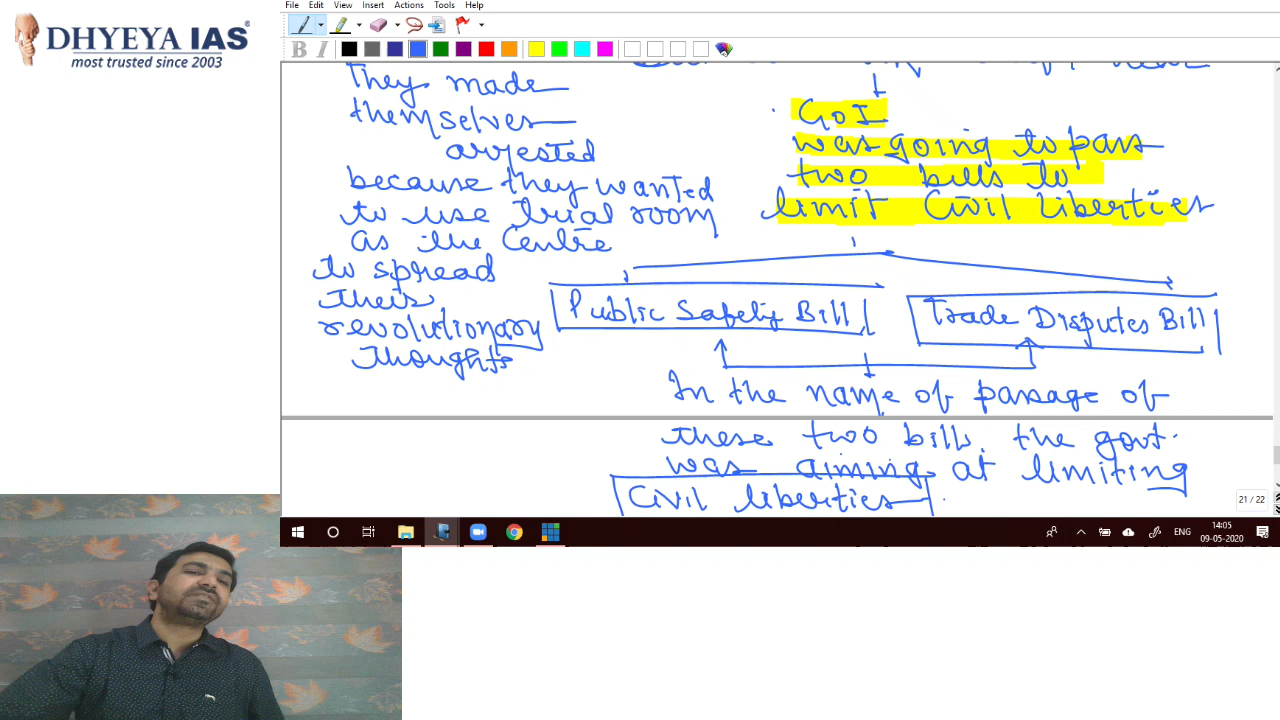 File Edit View Insert Actions Tools Help
DHYEYA IAS
most trusted since 2003
B I
They made
themselves
arrested
because they wanted
to use trial room
as the Centre
to spread
their
revolutionary
thoughts
GoI
was going to pass
two bills to
limit Civil liberties
Public Safety Bill
Trade Disputes Bill
In the name of passage of
these two bills, the govt.
was aiming at limiting
Civil liberties
21 / 22
ENG
14:05
09-05-2020